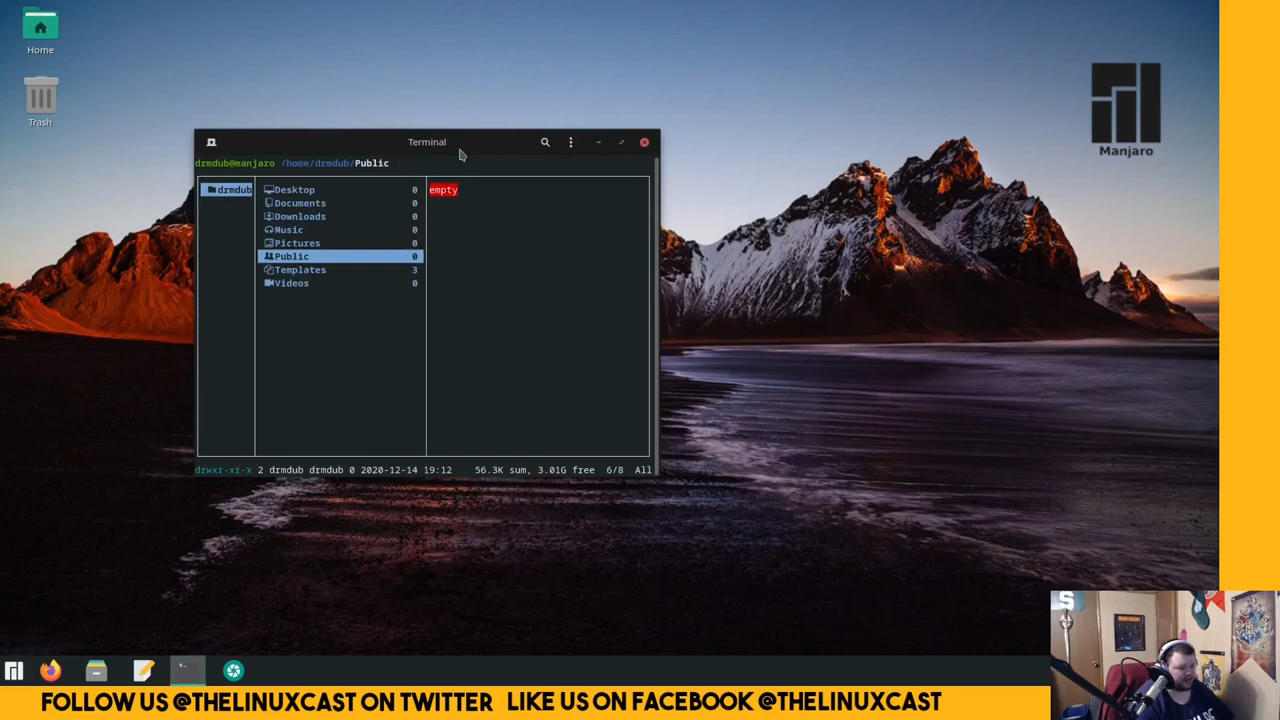 Home
Trash
Manjaro
Terminal
drmdub@manjaro /home/drmdub/Public
drmdub
Desktop 0
Documents 0
Downloads 0
Music 0
Pictures 0
Public 0
Templates 3
Videos 0
empty
drwxr-xr-x 2 drmdub drmdub 0 2020-12-14 19:12 56.3K sum, 3.01G free 6/8 All
S
FOLLOW US @THELINUXCAST ON TWITTER LIKE US ON FACEBOOK @THELINUXCAST